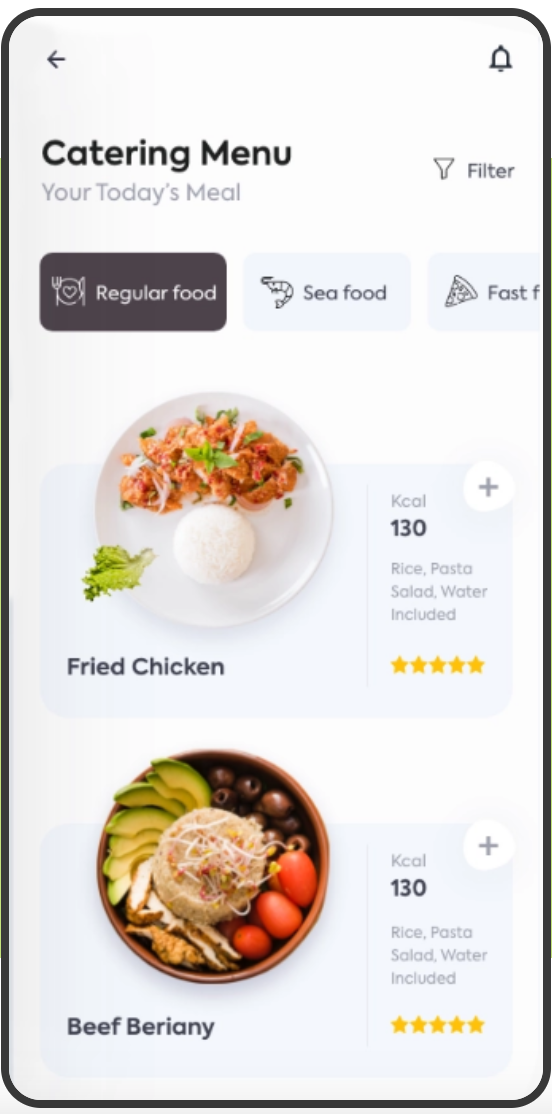 Catering Menu
Your Today's Meal
Filter
Regular food
Sea food
Fast f
Kcal
130
Rice, Pasta
Salad, Water
Included
Fried Chicken
Kcal
130
Rice, Pasta
Salad, Water
Included
Beef Beriany